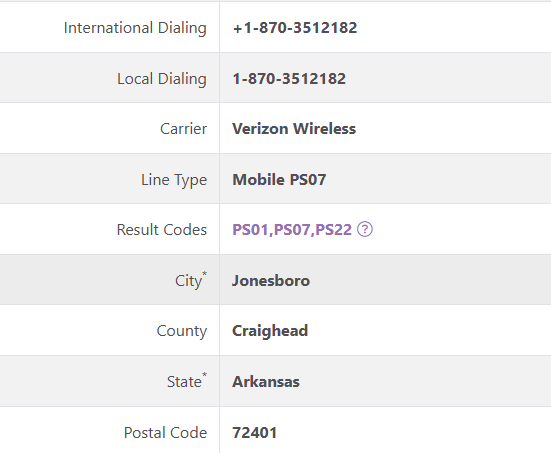 International Dialing +1-870-3512182
Local Dialing 1-870-3512182
Carrier Verizon Wireless
Line Type Mobile PS07
Result Codes PS01,PS07,PS22 ?
City* Jonesboro
County Craighead
State* Arkansas
Postal Code 72401